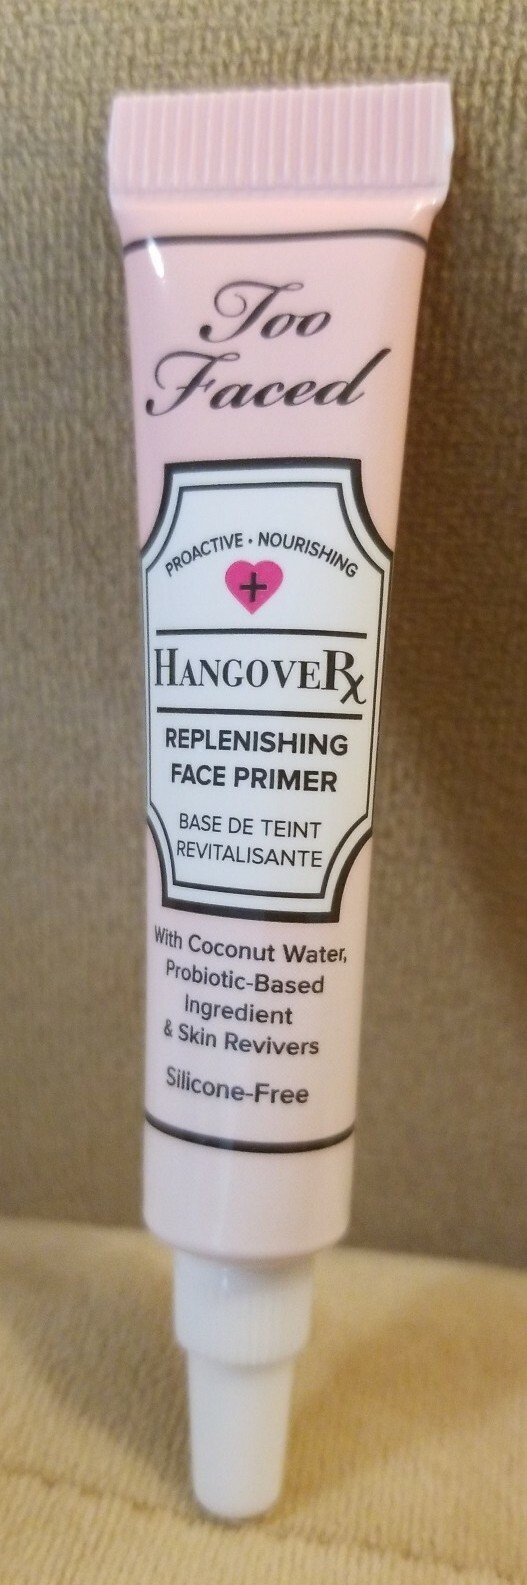 Too
Faced
PROACTIVE • NOURISHING
+
HANGOVERx
REPLENISHING
FACE PRIMER
BASE DE TEINT
REVITALISANTE
With Coconut Water,
Probiotic-Based
Ingredient
& Skin Revivers
Silicone-Free